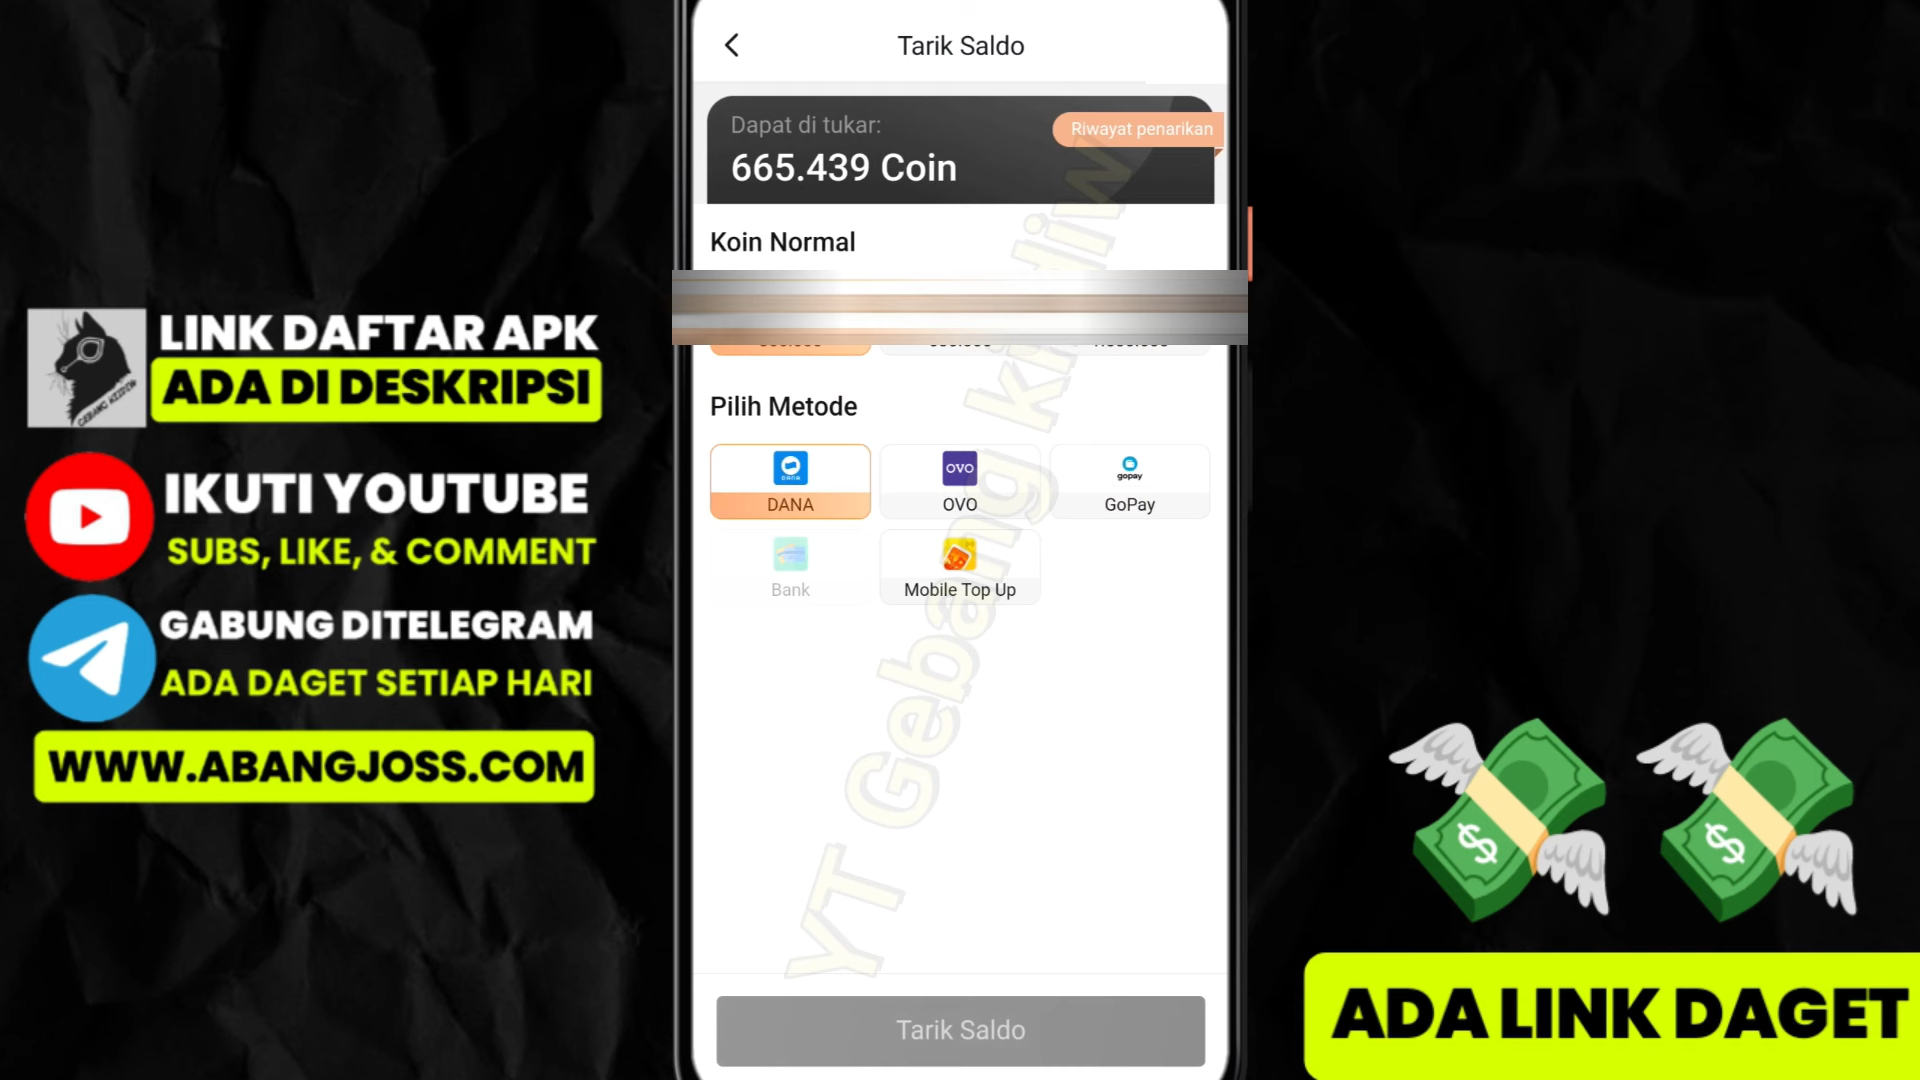 LINK DAFTAR APK
ADA DI DESKRIPSI
IKUTI YOUTUBE
SUBS, LIKE, & COMMENT
GABUNG DITELEGRAM
ADA DAGET SETIAP HARI
WWW.ABANGJOSS.COM
Tarik Saldo
Dapat di tukar:
Riwayat penarikan
665.439 Coin
Koin Normal
Pilih Metode
DANA
OVO
GoPay
Bank
Mobile Top Up
Tarik Saldo
ADA LINK DAGET